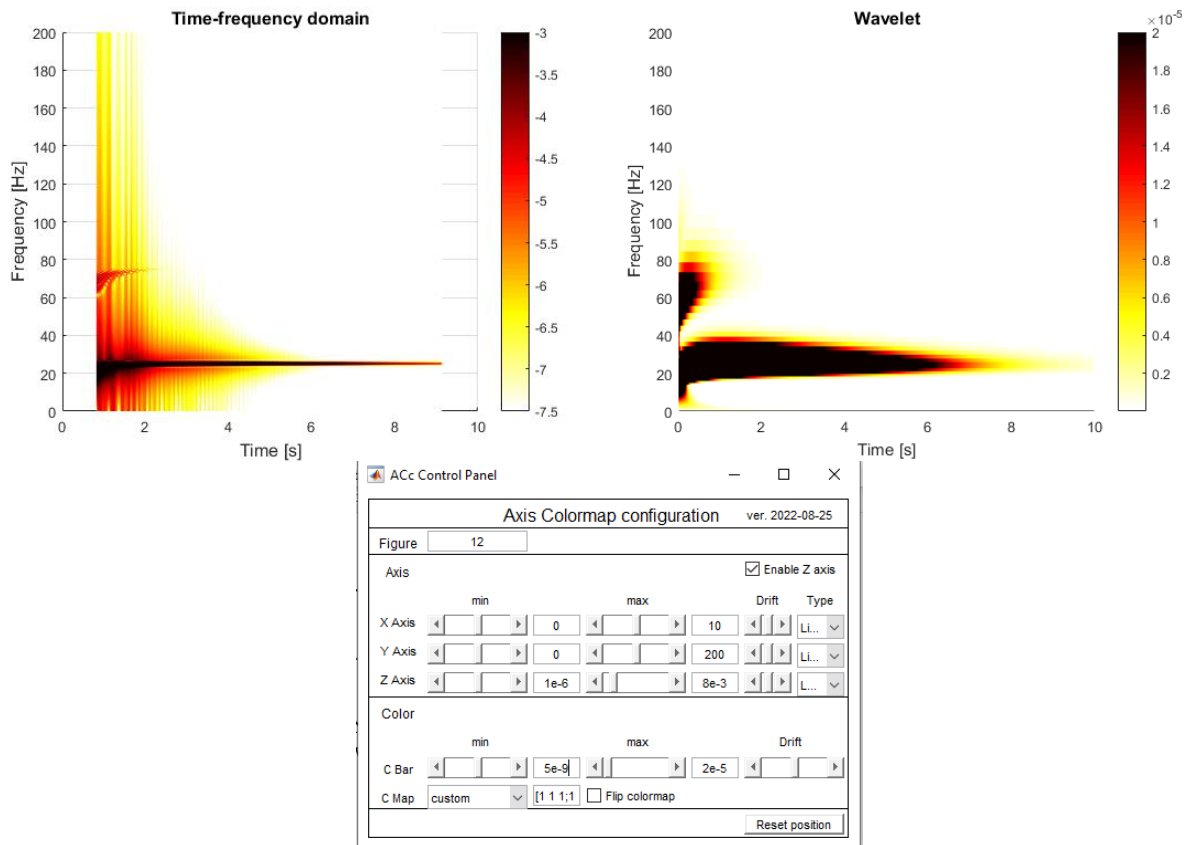 Time-frequency domain
200
180
160
140
120
100
80
60
40
20
0
Frequency [Hz]
0 2 4 6 8 10
Time [s]
-3
-3.5
-4
-4.5
-5
-5.5
-6
-6.5
-7
-7.5
Wavelet
200
180
160
140
120
100
80
60
40
20
0
Frequency [Hz]
0 2 4 6 8 10
Time [s]
×10⁻⁵
2
1.8
1.6
1.4
1.2
1
0.8
0.6
0.4
0.2
ACc Control Panel
Axis Colormap configuration ver. 2022-08-25
Figure 12
Axis Enable Z axis
min max Drift Type
X Axis 0 10 Li...
Y Axis 0 200 Li...
Z Axis 1e-6 8e-3 L...
Color
min max Drift
C Bar 5e-9 2e-5
C Map custom [1 1 1;1 Flip colormap
Reset position